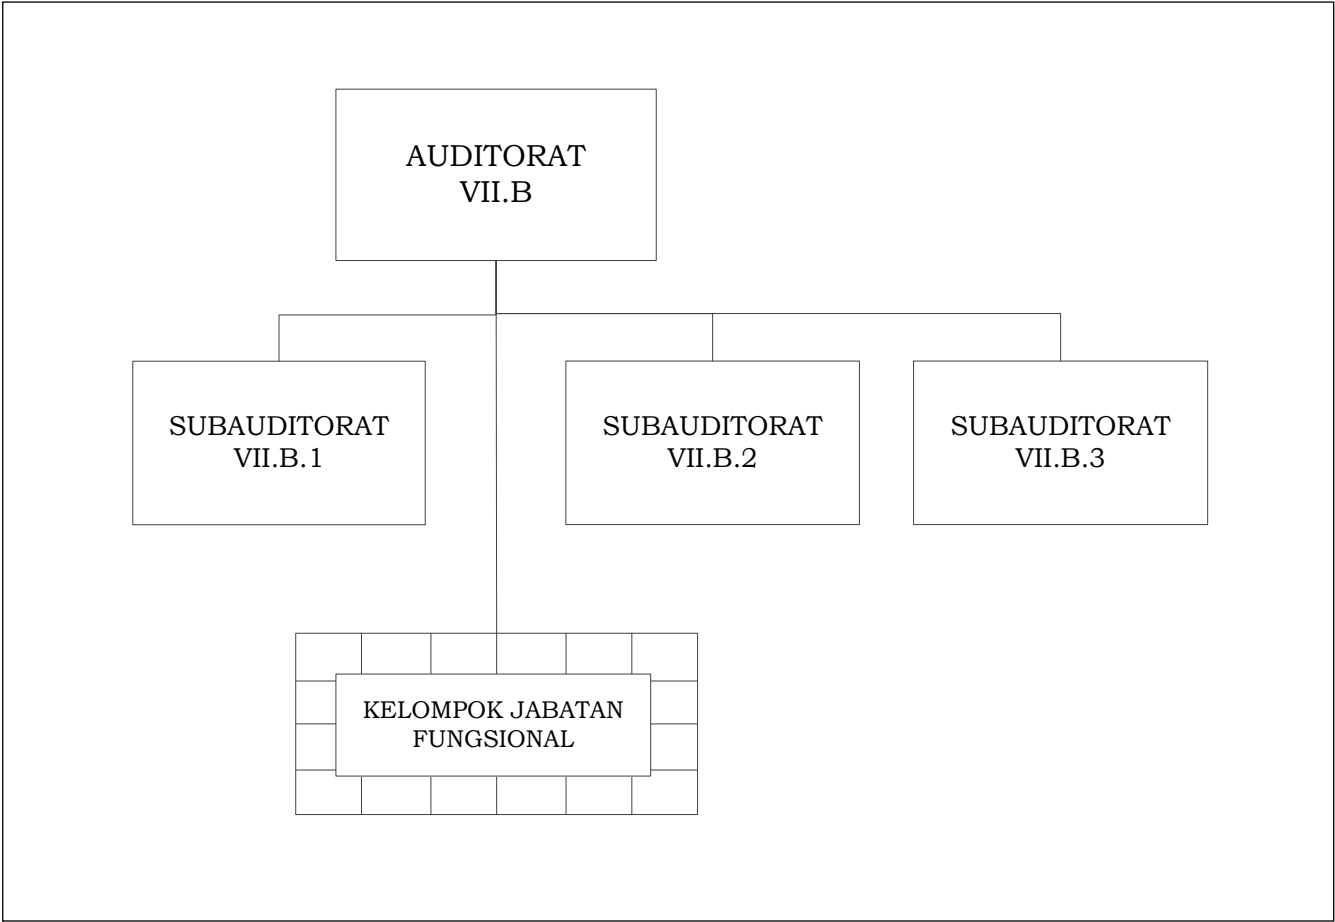 AUDITORAT
VII.B
SUBAUDITORAT
VII.B.1
SUBAUDITORAT
VII.B.2
SUBAUDITORAT
VII.B.3
KELOMPOK JABATAN
FUNGSIONAL